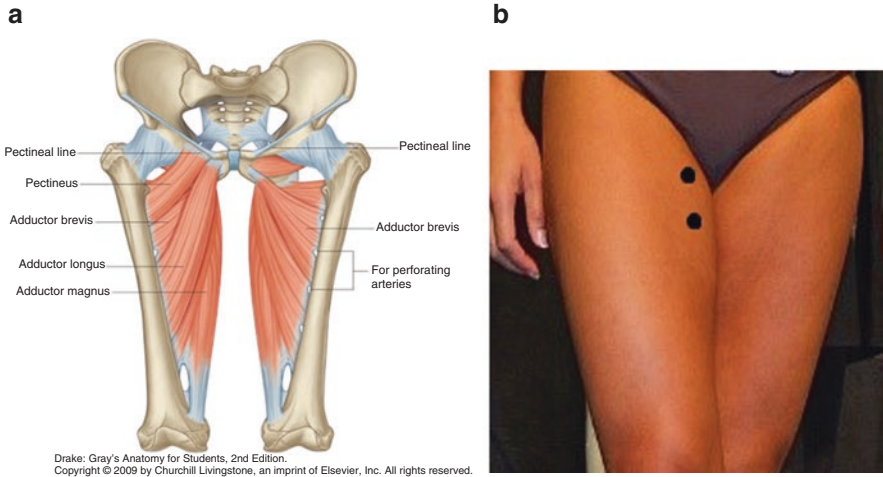 a
b
Pectineal line
Pectineus
Adductor brevis
Adductor longus
Adductor magnus
Pectineal line
Adductor brevis
For perforating
arteries
Drake: Gray's Anatomy for Students, 2nd Edition.
Copyright © 2009 by Churchill Livingstone, an imprint of Elsevier, Inc. All rights reserved.